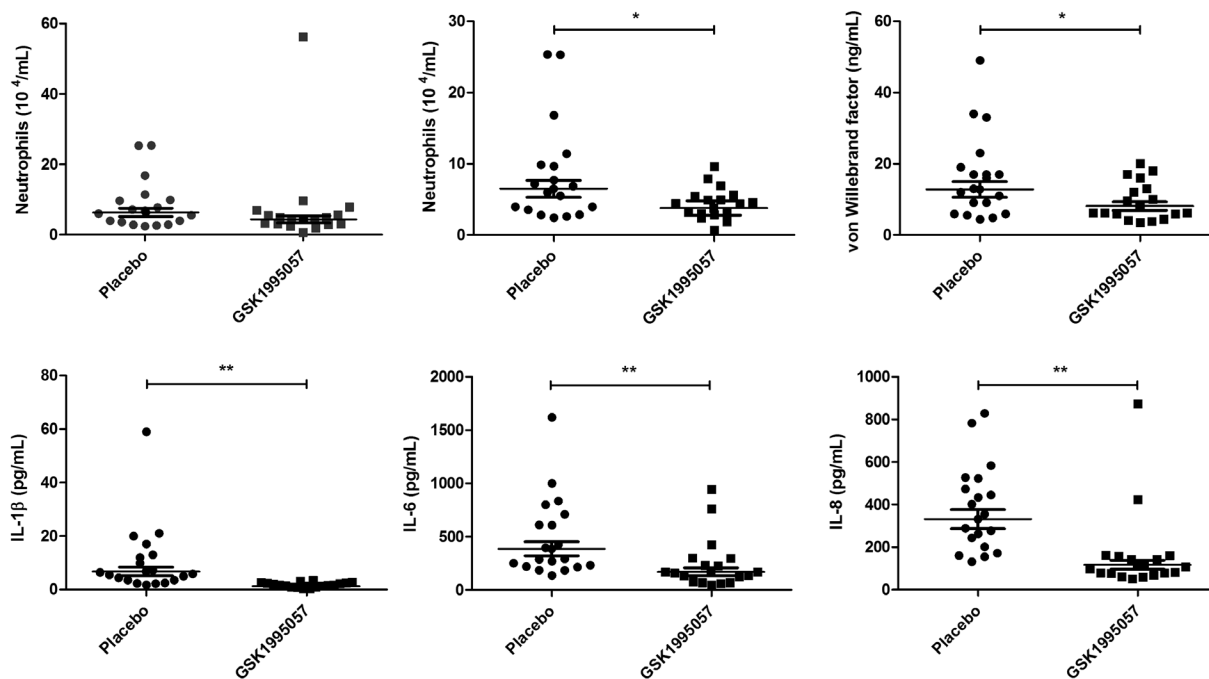 Neutrophils (10 ⁴/mL)
60
40
20
0
Placebo
GSK1995057
Neutrophils (10 ⁴/mL)
30
20
10
0
*
Placebo
GSK1995057
von Willebrand factor (ng/mL)
60
40
20
0
*
Placebo
GSK1995057
IL-1β (pg/mL)
80
60
40
20
0
**
Placebo
GSK1995057
IL-6 (pg/mL)
2000
1500
1000
500
0
**
Placebo
GSK1995057
IL-8 (pg/mL)
1000
800
600
400
200
0
**
Placebo
GSK1995057